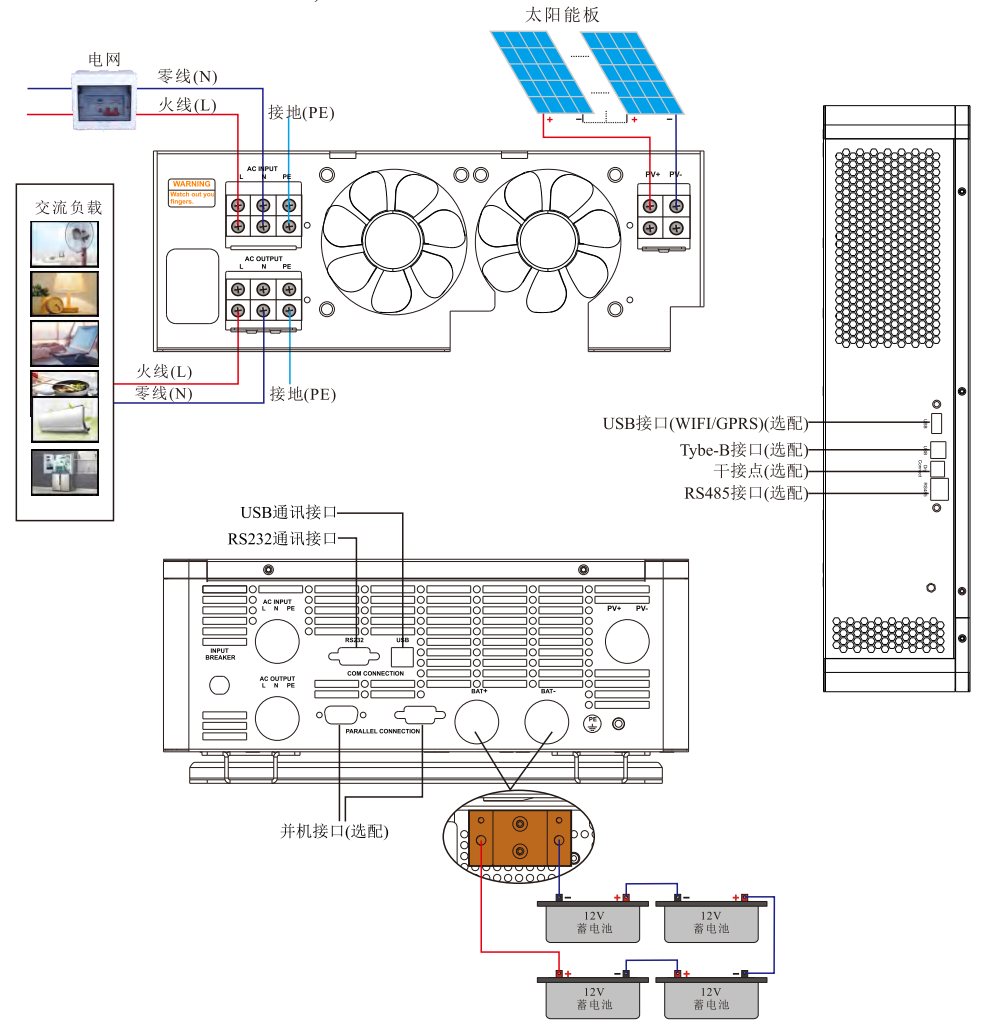 太阳能板
电网
零线(N)
火线(L)
接地(PE)
+ − + −
WARNING
Watch out you
fingers.
AC INPUT
L N PE
PV+ PV-
交流负载
AC OUTPUT
L N PE
火线(L)
零线(N)
接地(PE)
USB接口(WIFI/GPRS)(选配)
Tybe-B接口(选配)
干接点(选配)
RS485接口(选配)
USB
Dry
Contact
RS485
USB通讯接口
RS232通讯接口
AC INPUT
L N PE
PV+ PV-
RS232
USB
INPUT
BREAKER
COM CONNECTION
AC OUTPUT
L N PE
BAT+
BAT-
PE
PARALLEL CONNECTION
并机接口(选配)
− + − +
12V
蓄电池
12V
蓄电池
+ − + −
12V
蓄电池
12V
蓄电池